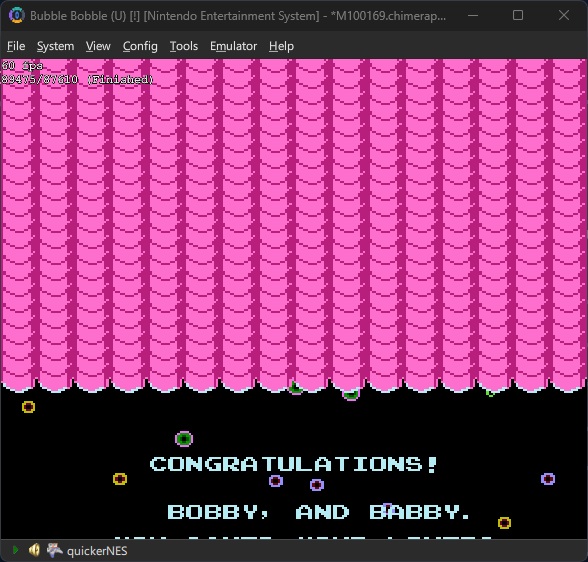 Bubble Bobble (U) [!] [Nintendo Entertainment System] - *M100169.chimerap...
File System View Config Tools Emulator Help
60 fps
(Finished)
CONGRATULATIONS!
BOBBY, AND BABBY.
quickerNES